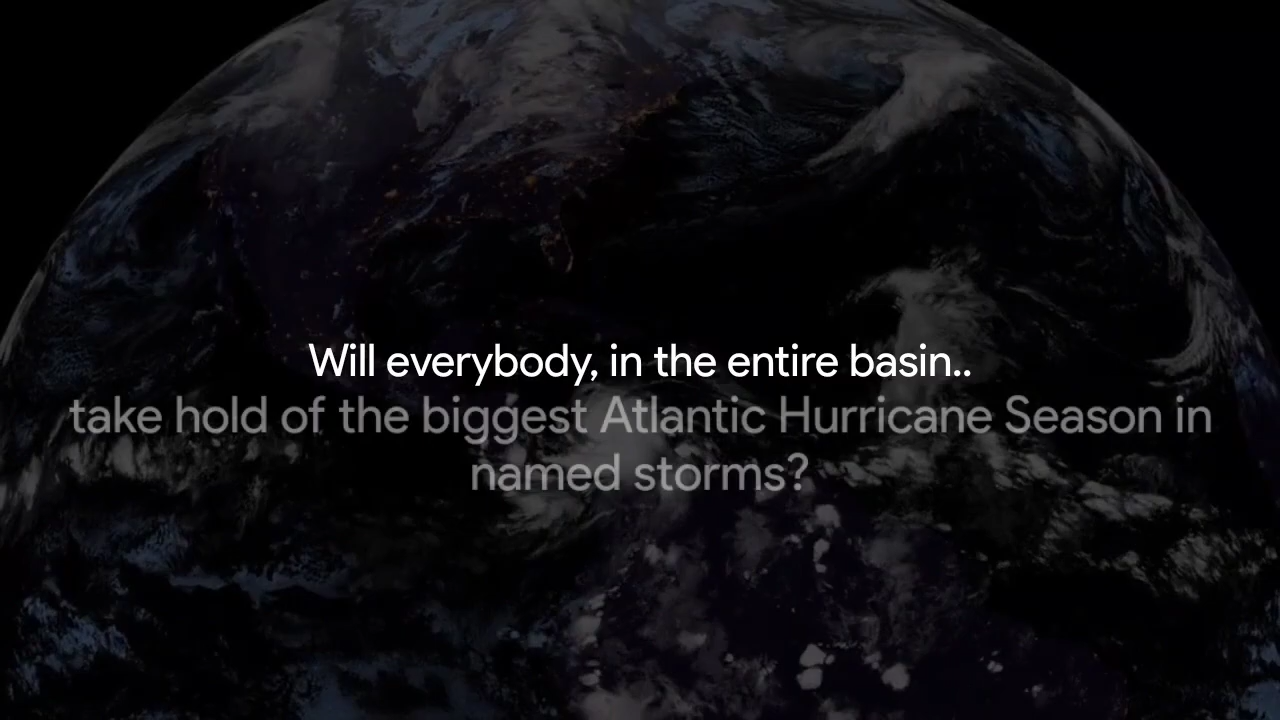 Will everybody, in the entire basin..
take hold of the biggest Atlantic Hurricane Season in
named storms?